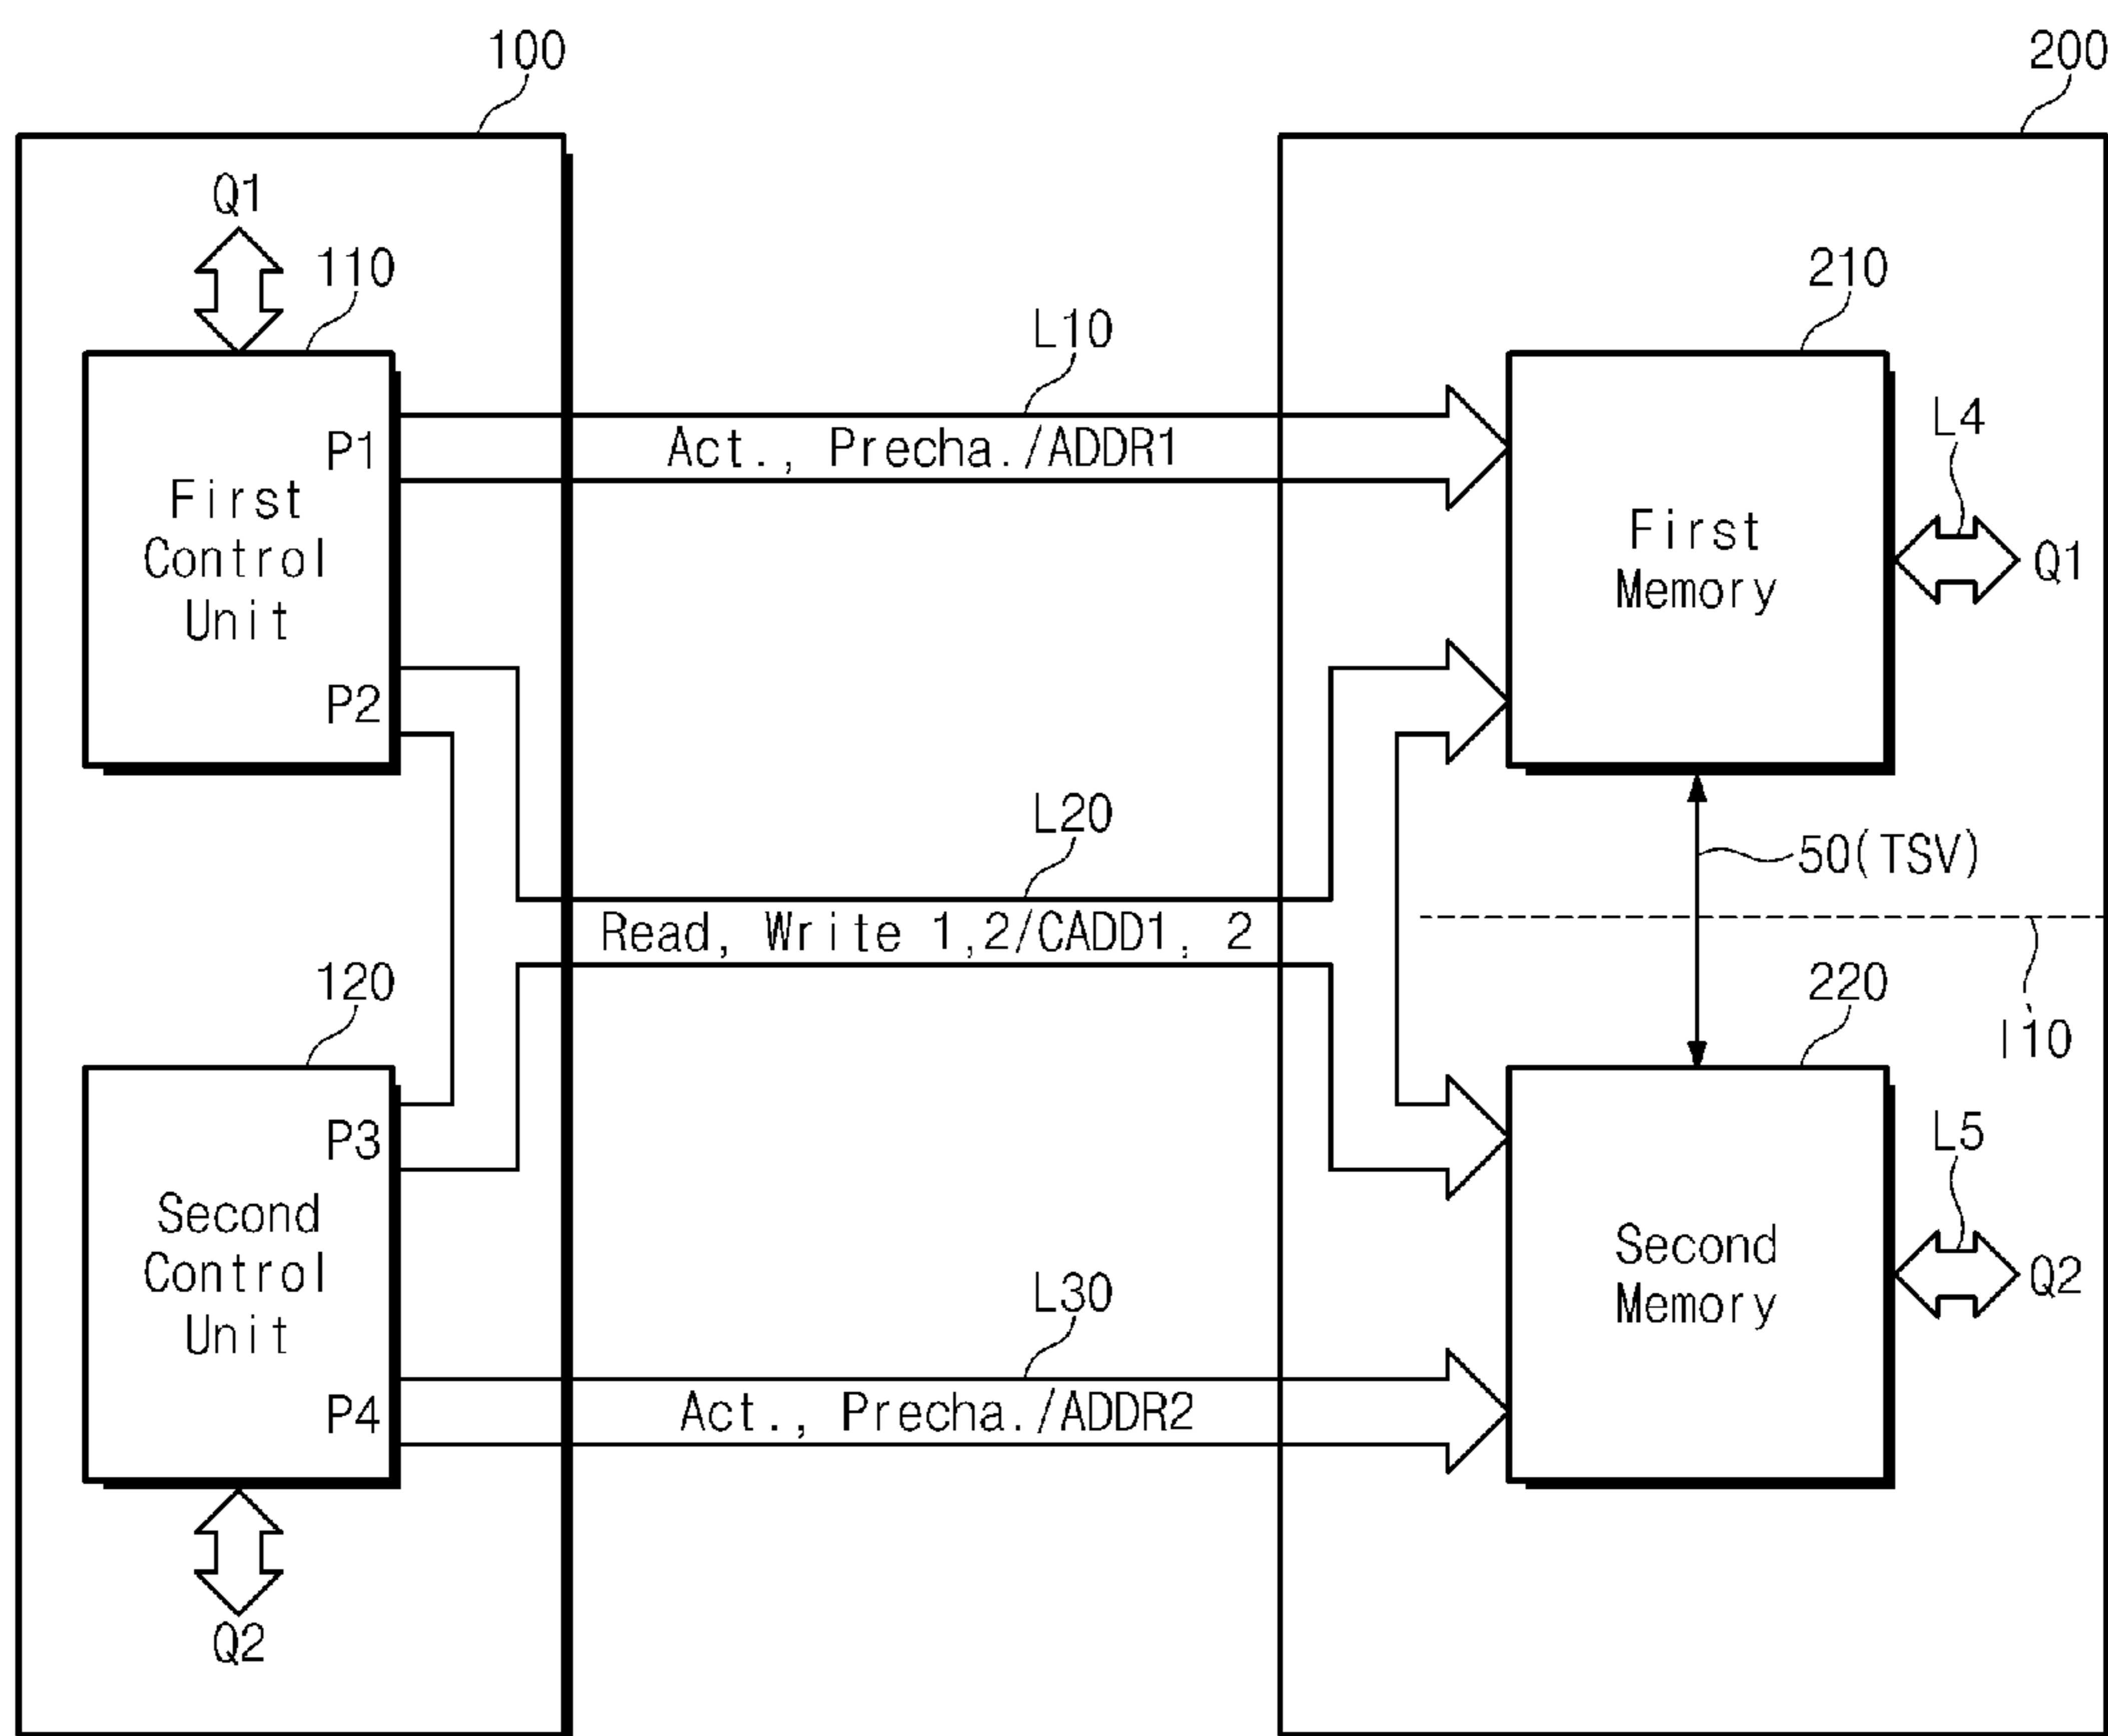 100
200
Q1
110
210
L10
L4
P1
Act., Precha./ADDR1
First
Control
Unit
First
Memory
Q1
P2
L20
50(TSV)
Read, Write 1,2/CADD1, 2
120
220
I10
P3
L5
Second
Control
Unit
Second
Memory
Q2
L30
P4
Act., Precha./ADDR2
Q2